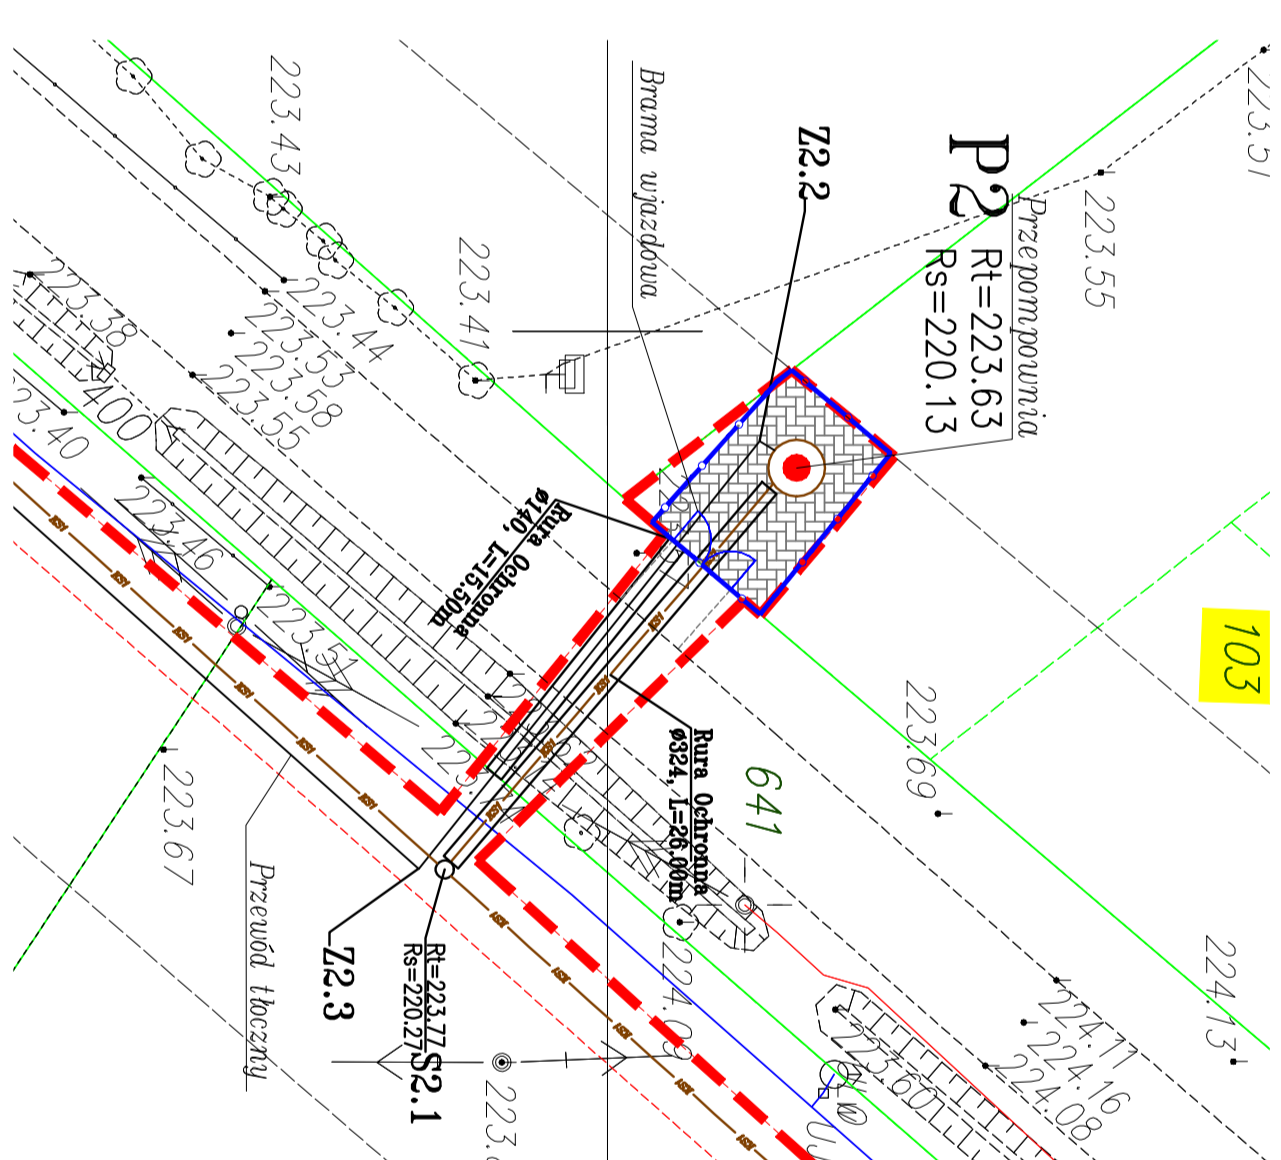 P2
Przepompownia
Rt=223.63
Rs=220.13
Z2.2
Brama wjazdowa
223.43
223.41
223.55
223.51
223.44
223.53
223.58
223.55
223.38
400
223.46
223.51
223.67
Rura Ochronna
ø140, L=15.50m
Rura Ochronna
ø324, L=26.00m
641
103
223.69
224.13
224.11
224.16
224.08
223.60
224.09
Z2.3
S2.1
Rt=223.77
Rs=220.27
Przewód tłoczny